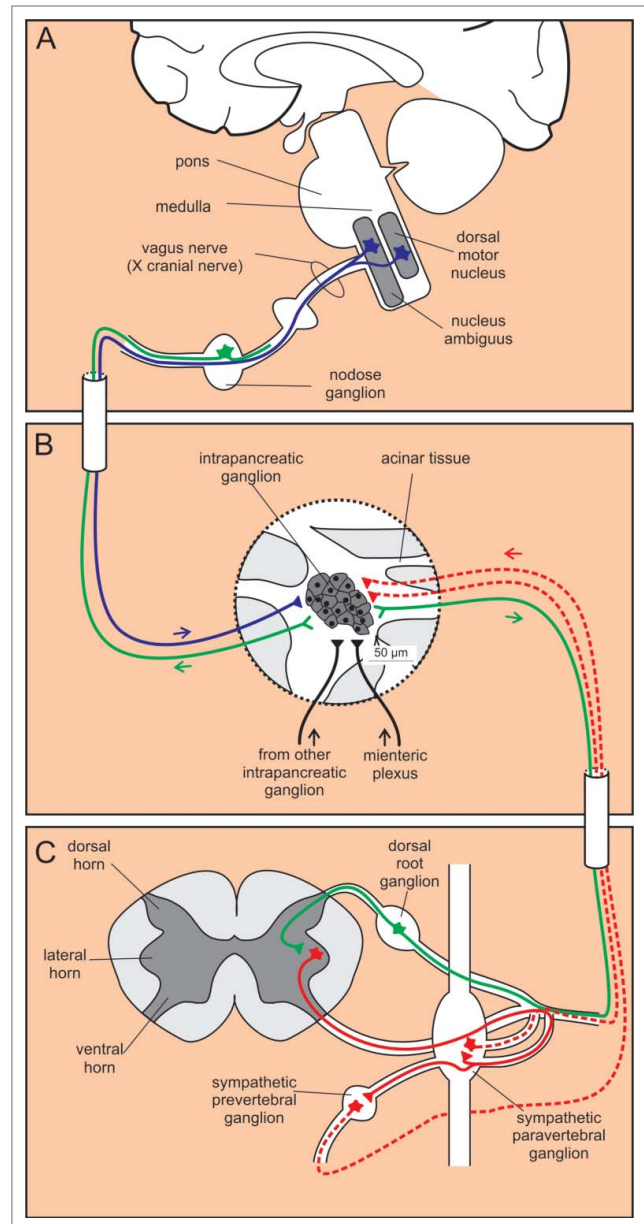 A
pons
medulla
vagus nerve
(X cranial nerve)
dorsal
motor
nucleus
nucleus
ambiguus
nodose
ganglion
B
intrapancreatic
ganglion
acinar tissue
50 µm
from other
intrapancreatic
ganglion
mienteric
plexus
C
dorsal
horn
dorsal
root
ganglion
lateral
horn
ventral
horn
sympathetic
prevertebral
ganglion
sympathetic
paravertebral
ganglion